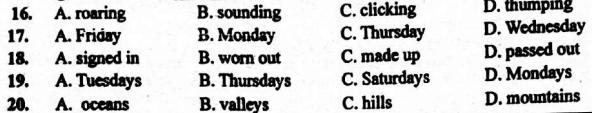 16. A. roaring B. sounding C. clicking D. thumping
17. A. Friday B. Monday C. Thursday D. Wednesday
18. A. signed in B. worn out C. made up D. passed out
19. A. Tuesdays B. Thursdays C. Saturdays D. Mondays
20. A. oceans B. valleys C. hills D. mountains